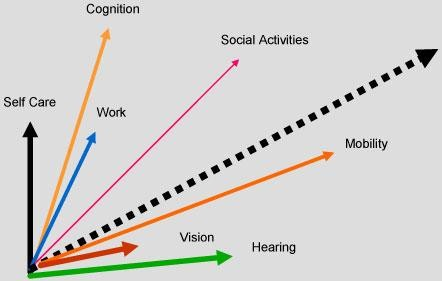 Cognition
Social Activities
Self Care
Work
Mobility
Vision
Hearing